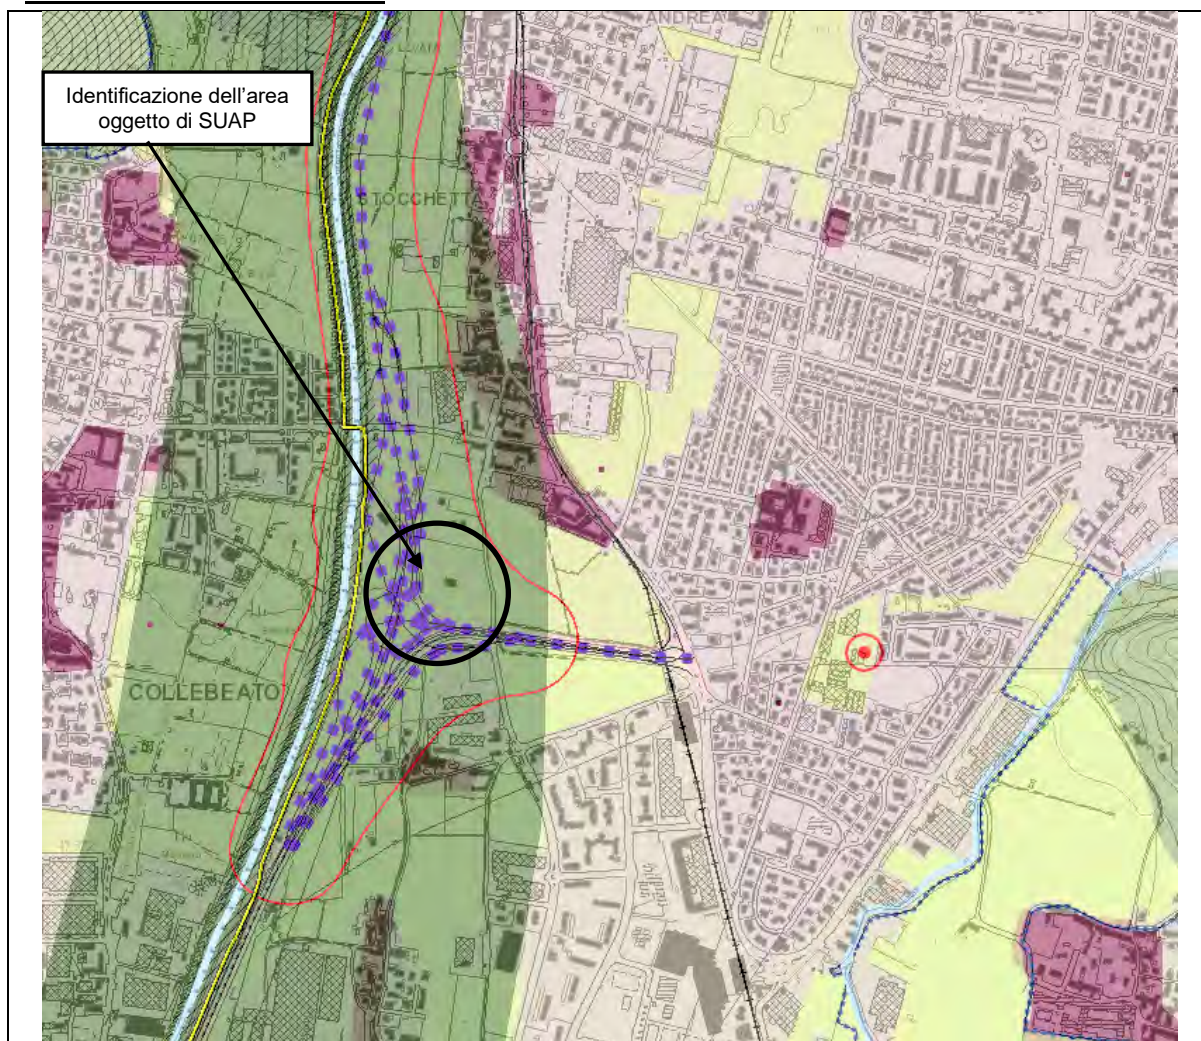 ANDREA
Identificazione dell'area
oggetto di SUAP
STOCCHETTA
COLLEBEATO